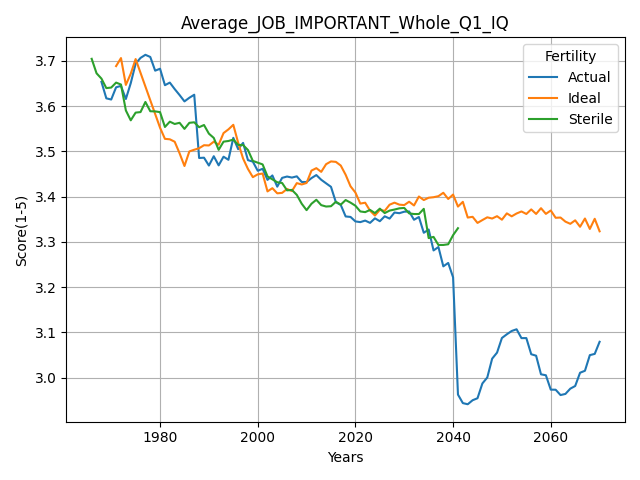 Average_JOB_IMPORTANT_Whole_Q1_IQ
Fertility
Actual
Ideal
Sterile
Score(1-5)
3.7
3.6
3.5
3.4
3.3
3.2
3.1
3.0
1980 2000 2020 2040 2060
Years